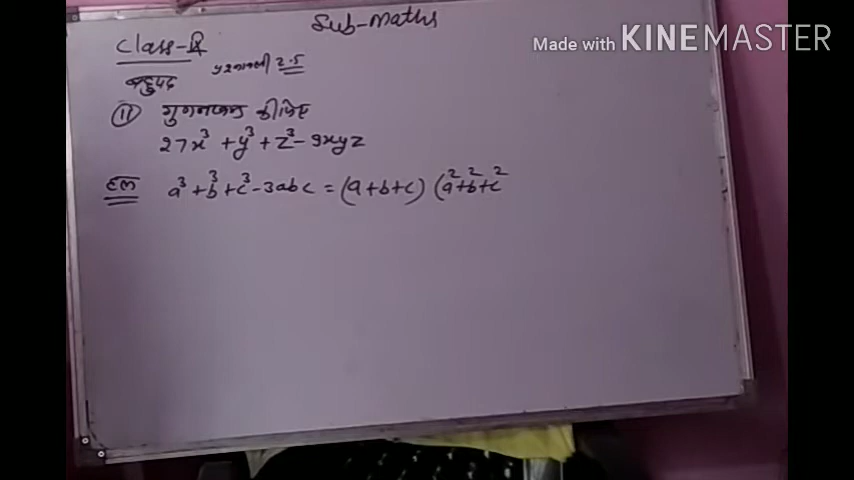 Sub-Maths
Made with KINEMASTER
Class-IX
बहुपद प्रश्नावली 2.5
(11) गुणनखण्ड कीजिए
27x³ + y³ + z³ - 9xyz
हल a³ + b³ + c³ - 3abc = (a+b+c) (a²+b²+c²